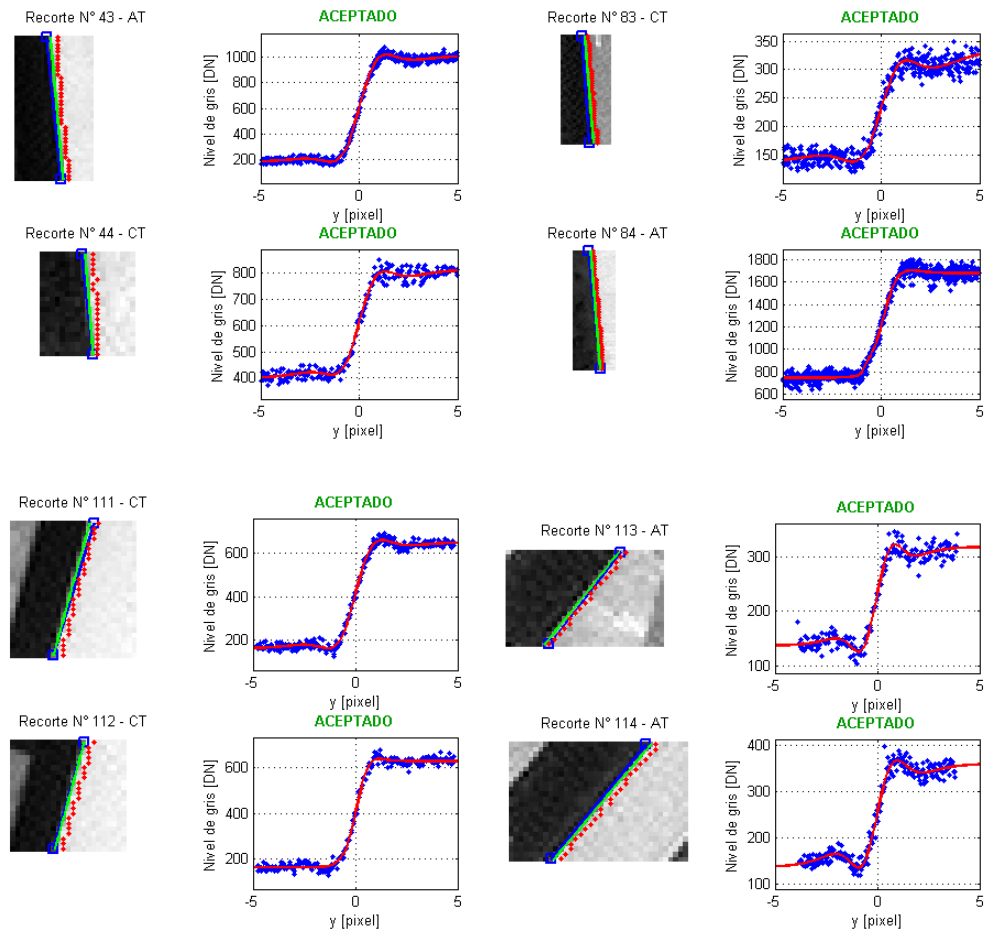 Recorte N° 43 - AT
ACEPTADO
Nivel de gris [DN]
1000
800
600
400
200
-5
0
5
y [pixel]
Recorte N° 83 - CT
ACEPTADO
Nivel de gris [DN]
350
300
250
200
150
-5
0
5
y [pixel]
Recorte N° 44 - CT
ACEPTADO
Nivel de gris [DN]
800
700
600
500
400
-5
0
5
y [pixel]
Recorte N° 84 - AT
ACEPTADO
Nivel de gris [DN]
1800
1600
1400
1200
1000
800
600
-5
0
5
y [pixel]
Recorte N° 111 - CT
ACEPTADO
Nivel de gris [DN]
600
400
200
-5
0
5
y [pixel]
Recorte N° 113 - AT
ACEPTADO
Nivel de gris [DN]
300
200
100
-5
0
5
y [pixel]
Recorte N° 112 - CT
ACEPTADO
Nivel de gris [DN]
600
400
200
-5
0
5
y [pixel]
Recorte N° 114 - AT
ACEPTADO
Nivel de gris [DN]
400
300
200
100
-5
0
5
y [pixel]